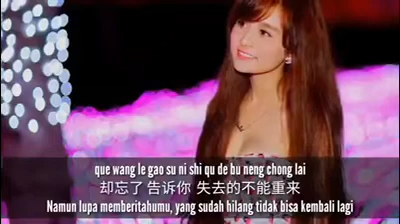 que wang le gao su ni shi qu de bu neng chong lai
却忘了 告诉你 失去的不能重来
Namun lupa memberitahumu, yang sudah hilang tidak bisa kembali lagi